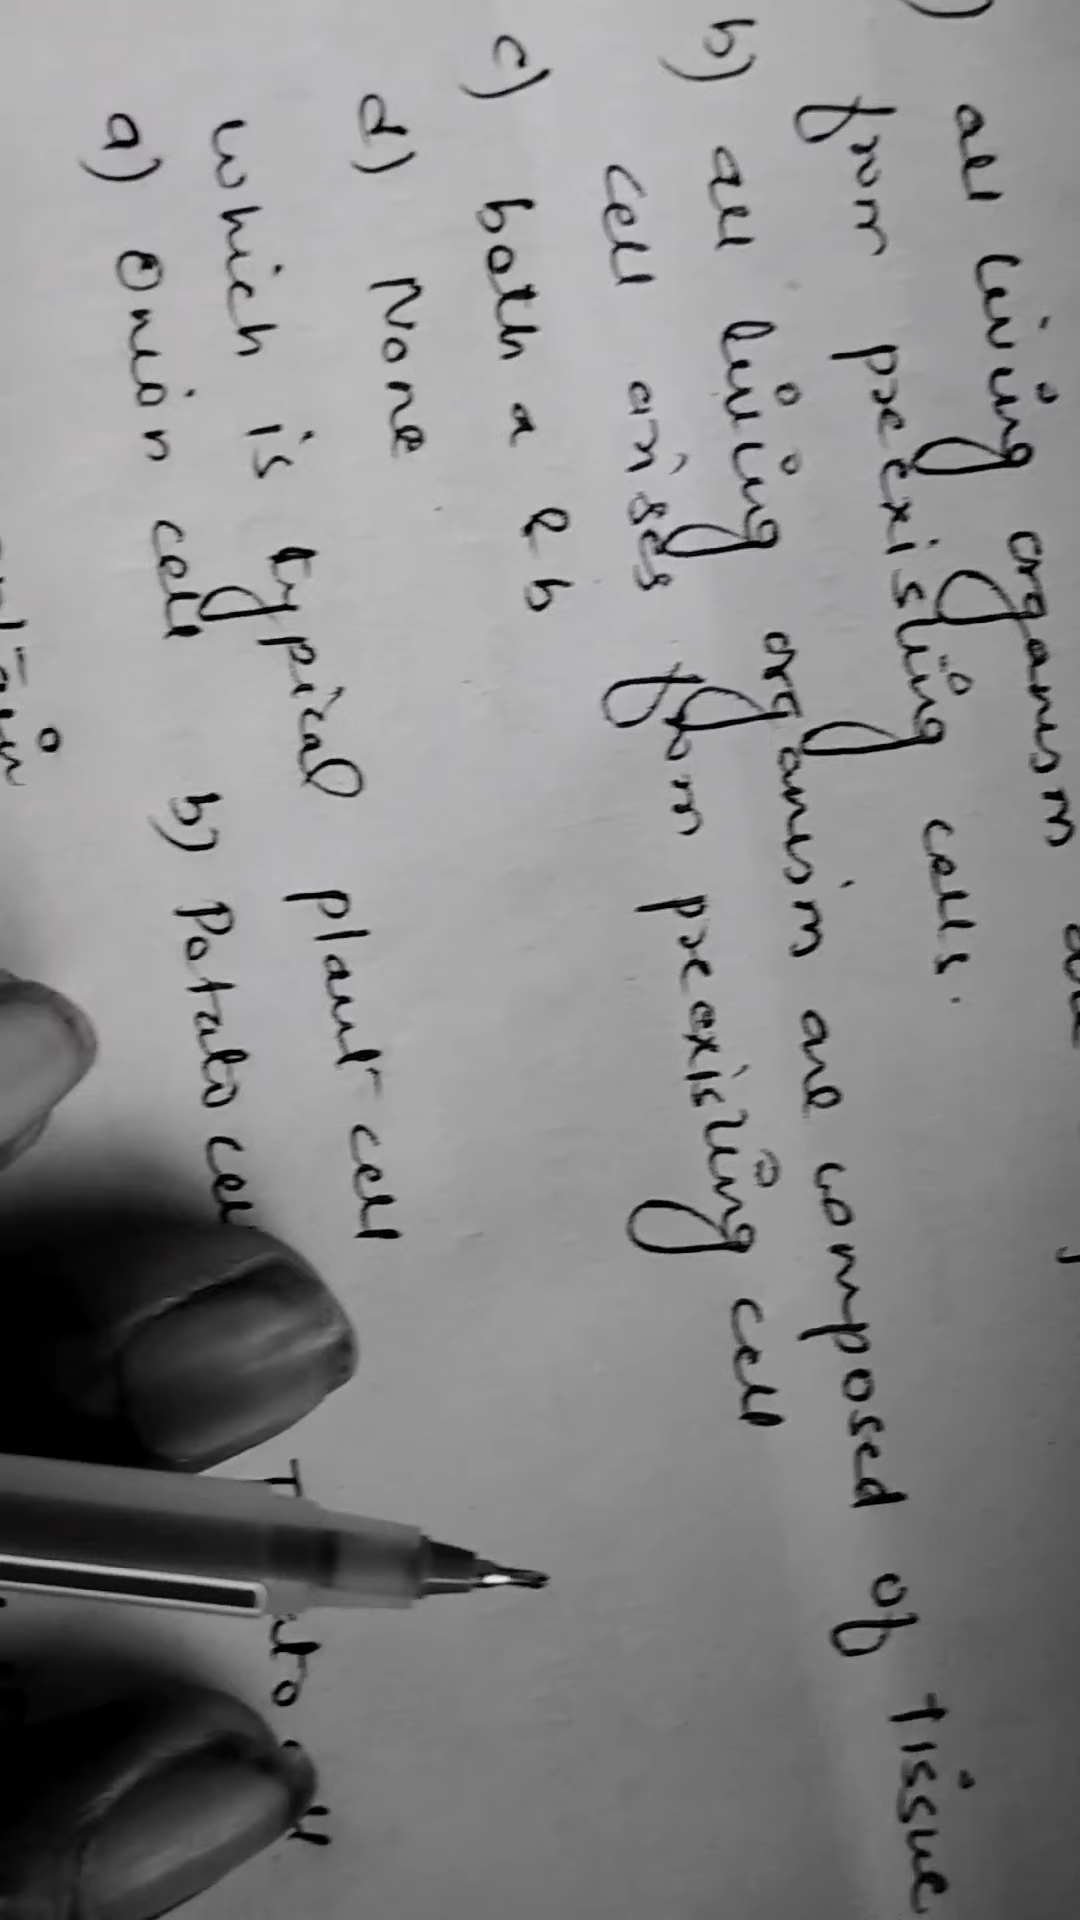 all living organism
from preexisting cells.
b) all living organism are composed of Tissue
cell arises from preexisting cell
c) both a & b
d) None
which is typical plant cell
a) Onion cell b) Potato cell